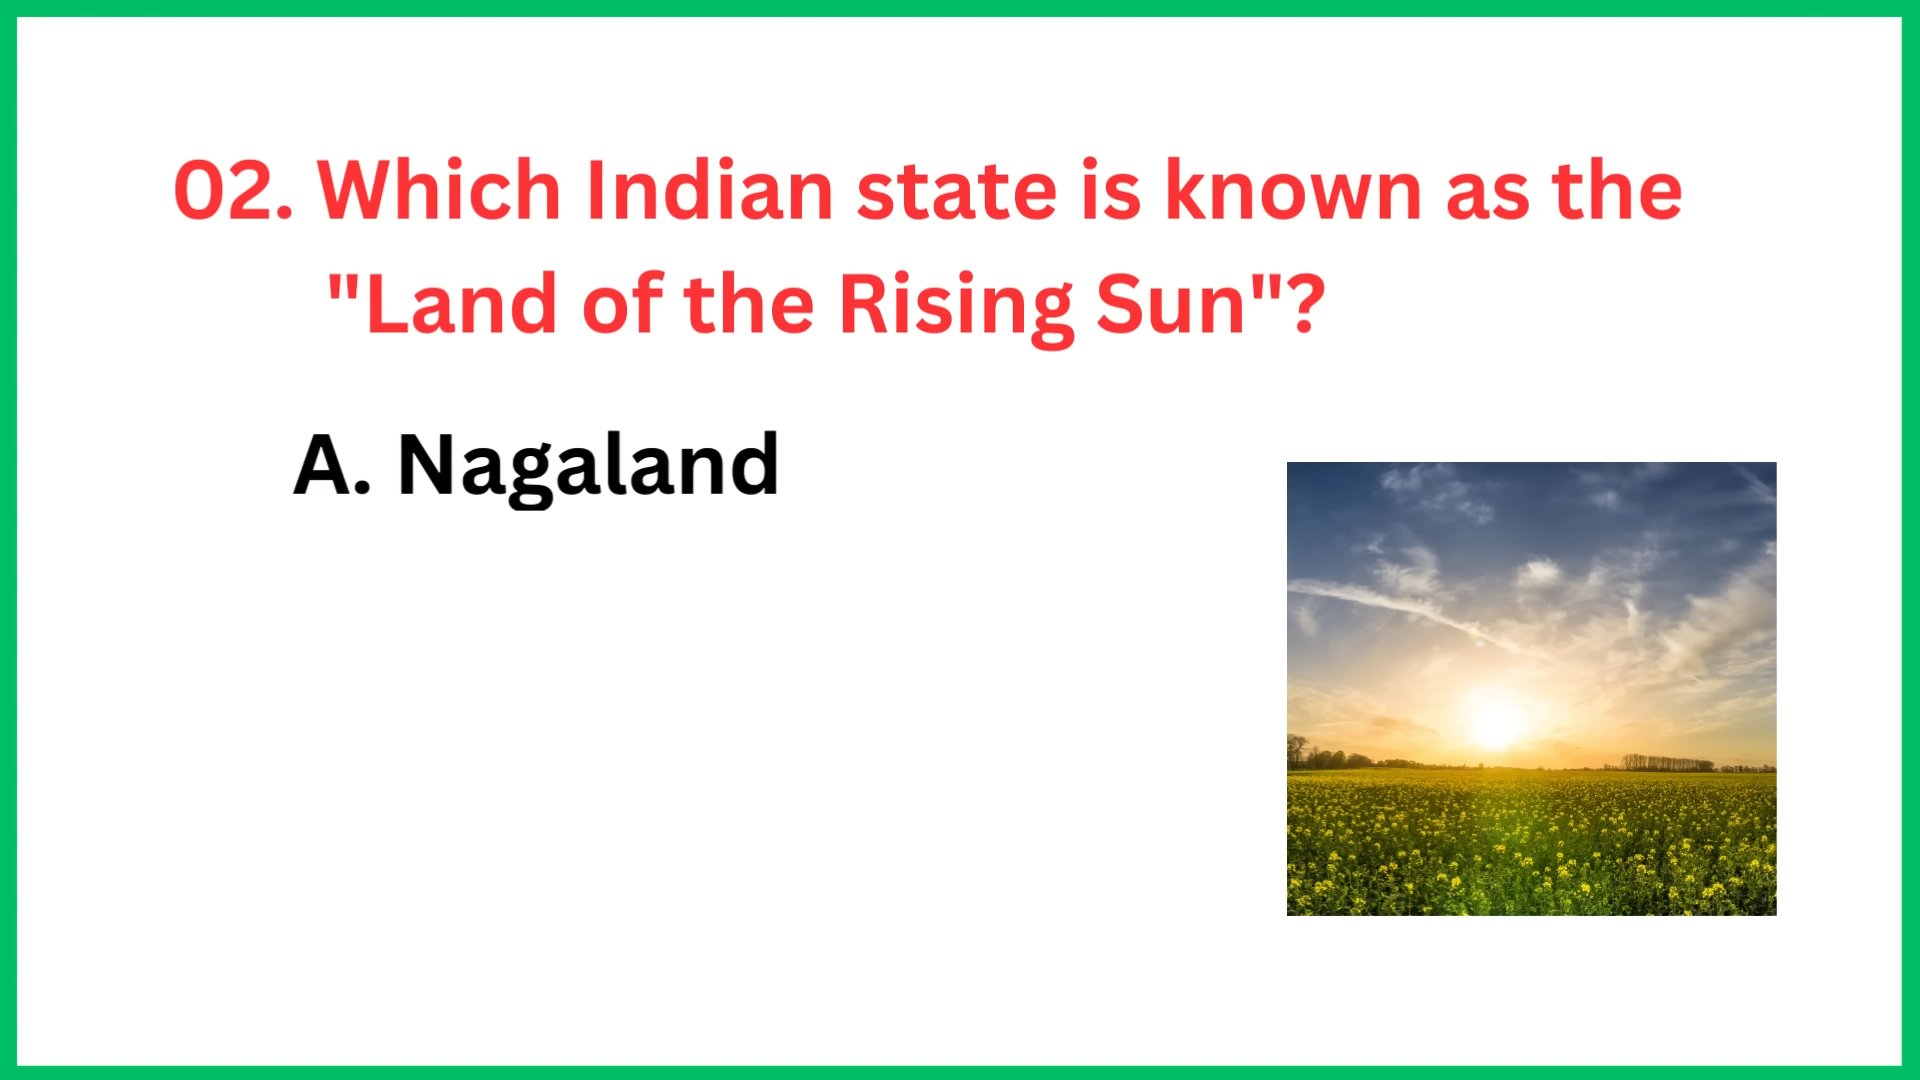 02. Which Indian state is known as the
"Land of the Rising Sun"?
A. Nagaland